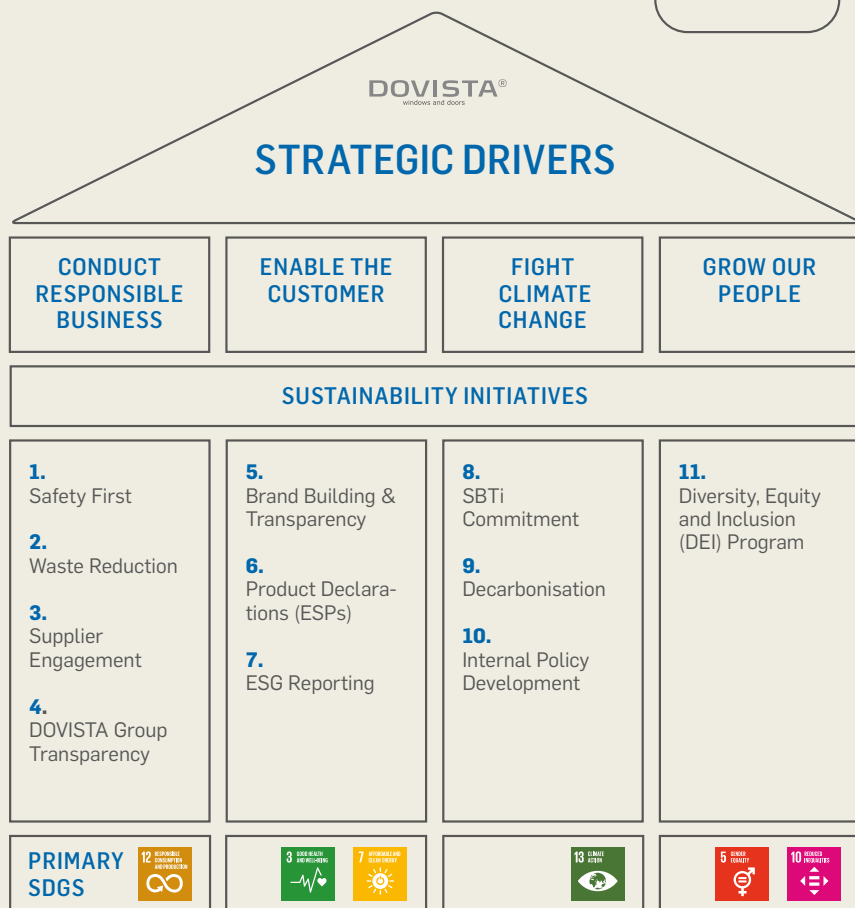 DOVISTA®
windows and doors
STRATEGIC DRIVERS
CONDUCT
RESPONSIBLE
BUSINESS
ENABLE THE
CUSTOMER
FIGHT
CLIMATE
CHANGE
GROW OUR
PEOPLE
SUSTAINABILITY INITIATIVES
1.
Safety First
2.
Waste Reduction
3.
Supplier
Engagement
4.
DOVISTA Group
Transparency
5.
Brand Building &
Transparency
6.
Product Declara-
tions (ESPs)
7.
ESG Reporting
8.
SBTi
Commitment
9.
Decarbonisation
10.
Internal Policy
Development
11.
Diversity, Equity
and Inclusion
(DEI) Program
PRIMARY
SDGS
12 RESPONSIBLE
CONSUMPTION
AND PRODUCTION
3 GOOD HEALTH
AND WELL-BEING
7 AFFORDABLE AND
CLEAN ENERGY
13 CLIMATE
ACTION
5 GENDER
EQUALITY
10 REDUCED
INEQUALITIES